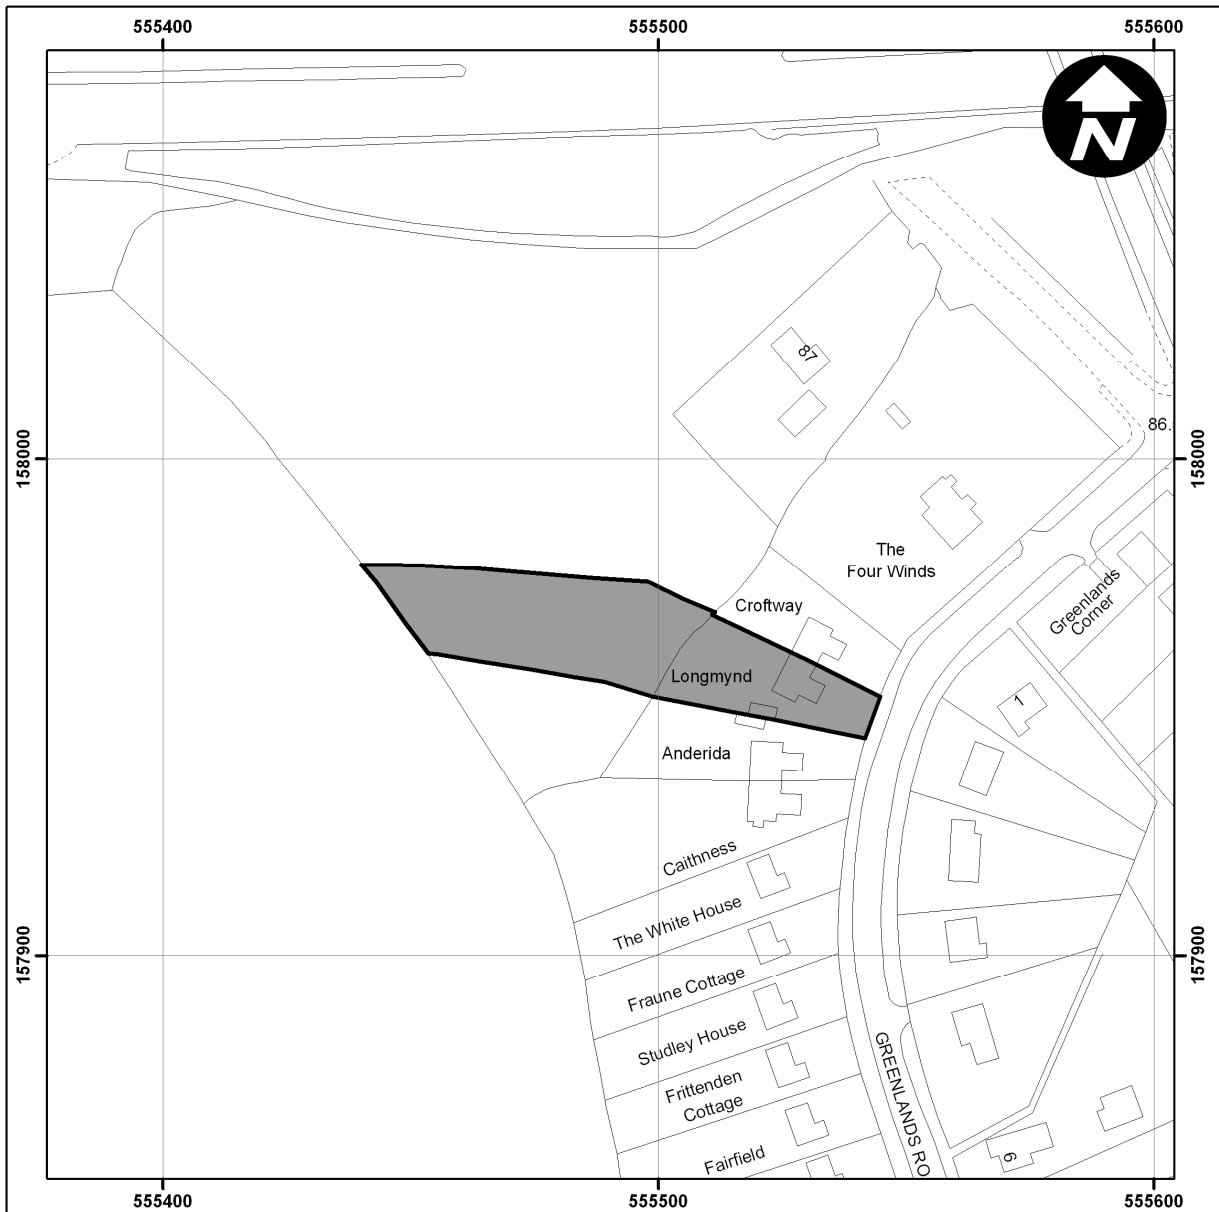 555400
555500
555600
N
87
86.
158000
158000
The
Four Winds
Greenlands
Corner
Croftway
Longmynd
1
Anderida
Caithness
The White House
157900
157900
Fraune Cottage
Studley House
GREENLANDS RO
Frittenden
Cottage
Fairfield
6
555400
555500
555600